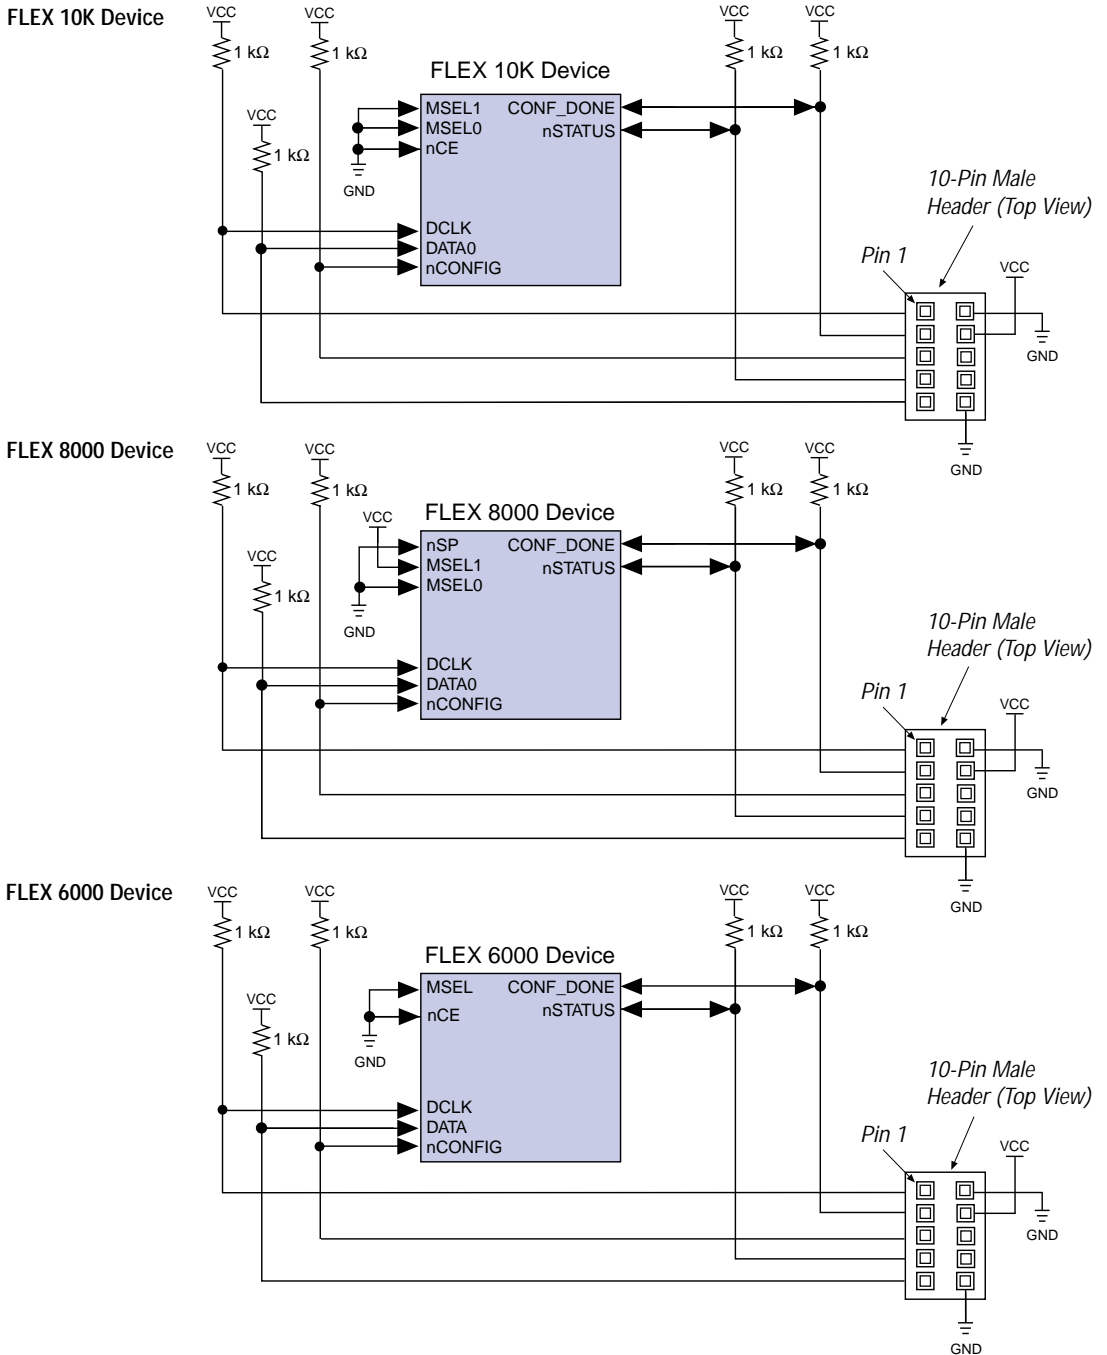 FLEX 10K Device
VCC
VCC
VCC
VCC
1 kΩ
1 kΩ
1 kΩ
1 kΩ
FLEX 10K Device
VCC
1 kΩ
MSEL1
CONF_DONE
MSEL0
nSTATUS
nCE
GND
10-Pin Male
Header (Top View)
DCLK
DATA0
nCONFIG
Pin 1
VCC
GND
GND
FLEX 8000 Device
VCC
VCC
VCC
VCC
1 kΩ
1 kΩ
1 kΩ
1 kΩ
VCC
FLEX 8000 Device
VCC
1 kΩ
nSP
CONF_DONE
MSEL1
nSTATUS
MSEL0
GND
10-Pin Male
Header (Top View)
DCLK
DATA0
nCONFIG
Pin 1
VCC
GND
GND
FLEX 6000 Device
VCC
VCC
VCC
VCC
1 kΩ
1 kΩ
1 kΩ
1 kΩ
FLEX 6000 Device
VCC
1 kΩ
MSEL
CONF_DONE
nCE
nSTATUS
GND
10-Pin Male
Header (Top View)
DCLK
DATA
nCONFIG
Pin 1
VCC
GND
GND